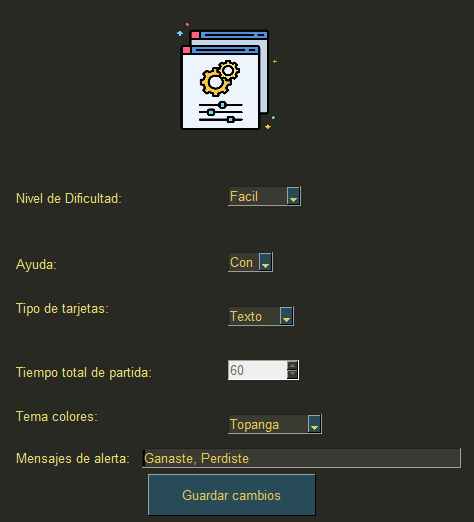 Nivel de Dificultad: Facil
Ayuda: Con
Tipo de tarjetas: Texto
Tiempo total de partida: 60
Tema colores: Topanga
Mensajes de alerta: Ganaste, Perdiste
Guardar cambios